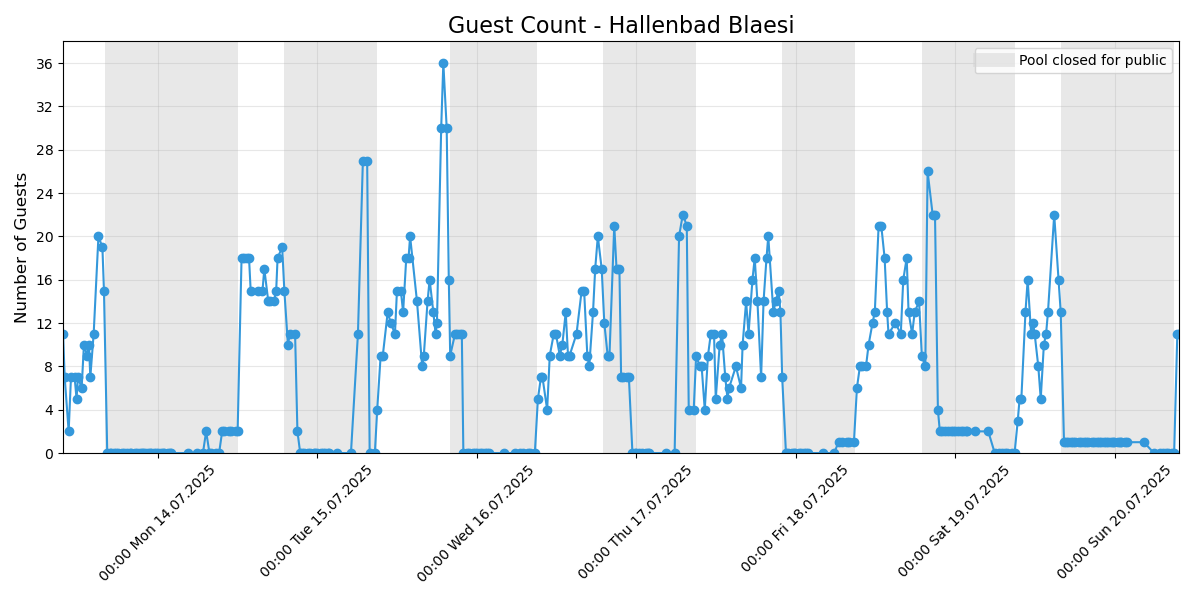 Guest Count - Hallenbad Blaesi
Pool closed for public
Number of Guests
36
32
28
24
20
16
12
8
4
0
00:00 Mon 14.07.2025
00:00 Tue 15.07.2025
00:00 Wed 16.07.2025
00:00 Thu 17.07.2025
00:00 Fri 18.07.2025
00:00 Sat 19.07.2025
00:00 Sun 20.07.2025